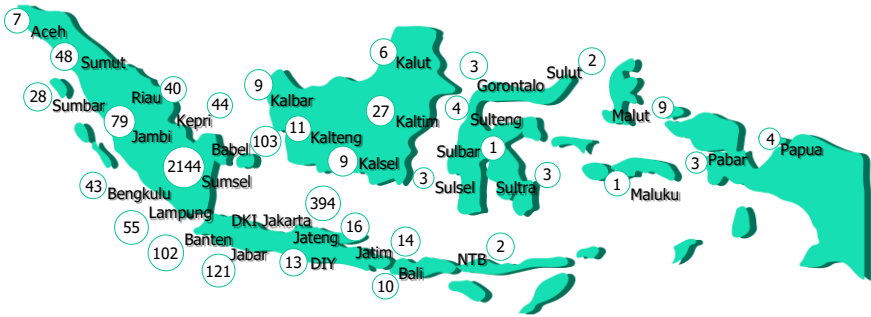 7
Aceh
48
Sumut
28
Sumbar
40
Riau
44
Kepri
79
Jambi
Babel
103
2144
Sumsel
43
Bengkulu
Lampung
55
102
Banten
121
Jabar
DKI Jakarta
394
Jateng
16
13
DIY
Jatim
14
10
Bali
NTB
2
9
Kalbar
11
Kalteng
6
Kalut
27
Kaltim
9
Kalsel
3
Gorontalo
Sulut
2
4
Sulteng
Sulbar
1
3
Sulsel
Sultra
3
Malut
9
1
Maluku
3
Pabar
4
Papua